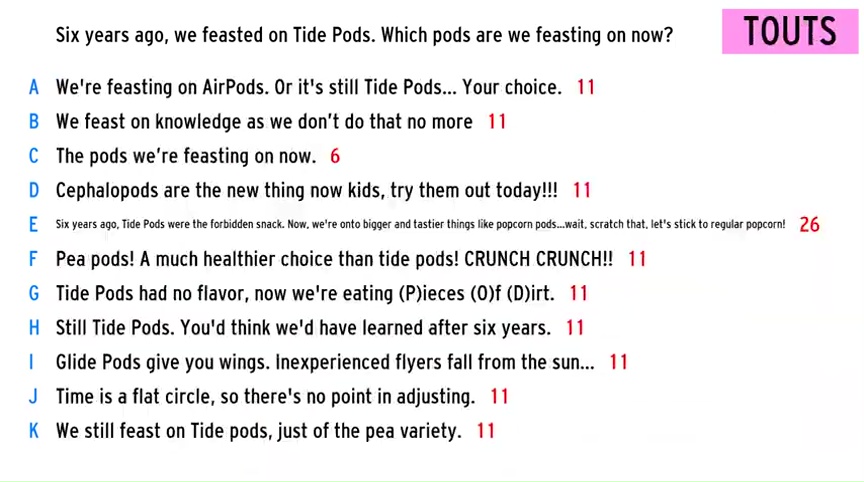 Six years ago, we feasted on Tide Pods. Which pods are we feasting on now?
TOUTS
A We're feasting on AirPods. Or it's still Tide Pods... Your choice. 11
B We feast on knowledge as we don't do that no more 11
C The pods we're feasting on now. 6
D Cephalopods are the new thing now kids, try them out today!!! 11
E Six years ago, Tide Pods were the forbidden snack. Now, we're onto bigger and tastier things like popcorn pods...wait, scratch that, let's stick to regular popcorn! 26
F Pea pods! A much healthier choice than tide pods! CRUNCH CRUNCH!! 11
G Tide Pods had no flavor, now we're eating (P)ieces (O)f (D)irt. 11
H Still Tide Pods. You'd think we'd have learned after six years. 11
I Glide Pods give you wings. Inexperienced flyers fall from the sun... 11
J Time is a flat circle, so there's no point in adjusting. 11
K We still feast on Tide pods, just of the pea variety. 11